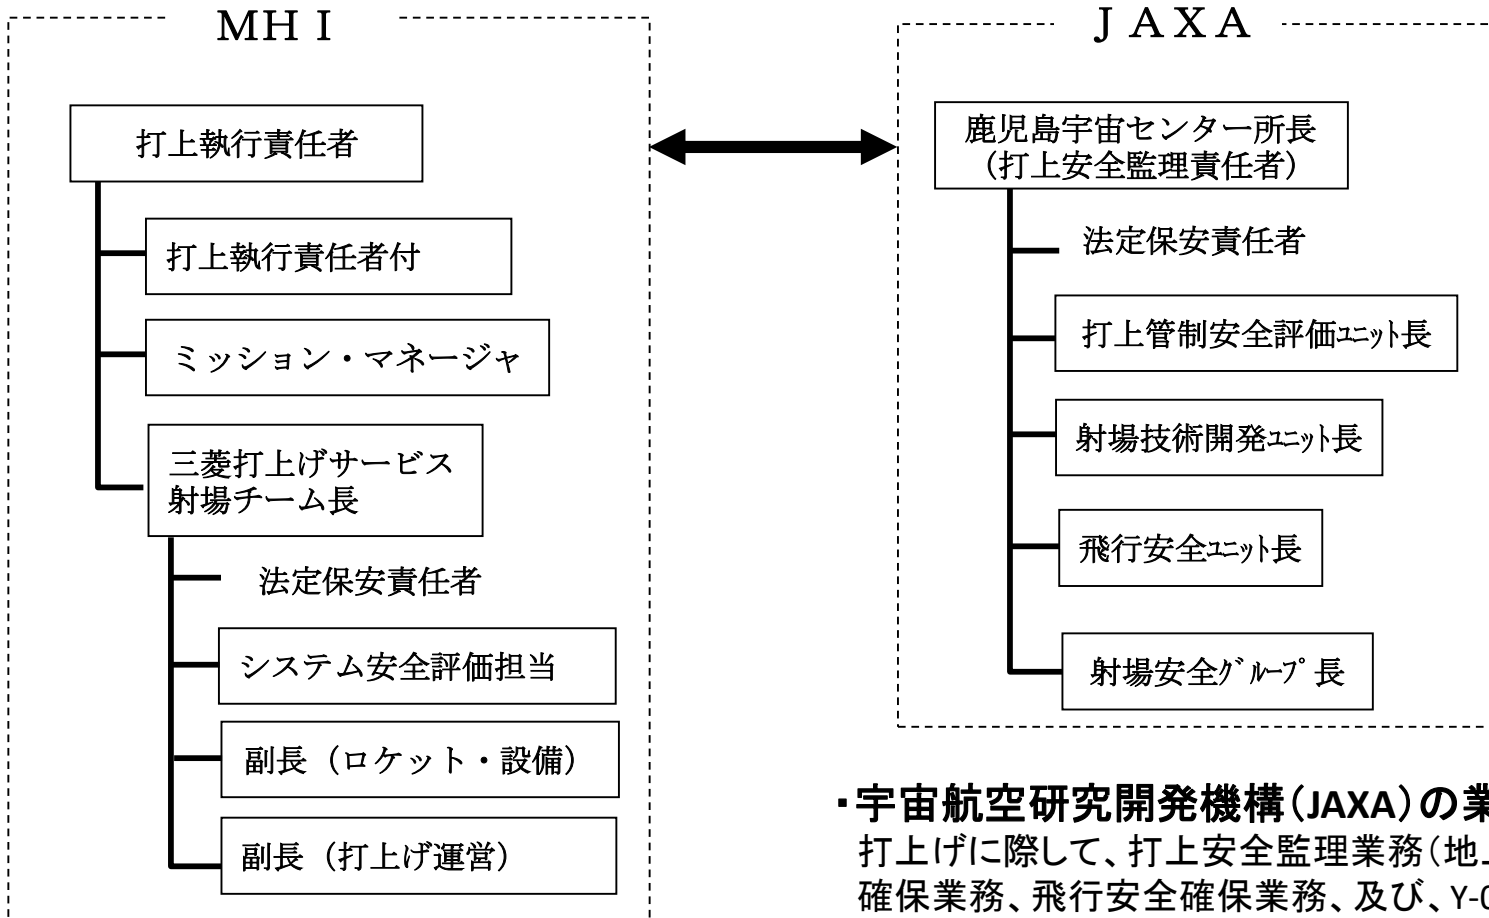 MHI
打上執行責任者
打上執行責任者付
ミッション・マネージャ
三菱打上げサービス
射場チーム長
法定保安責任者
システム安全評価担当
副長（ロケット・設備）
副長（打上げ運営）
JAXA
鹿児島宇宙センター所長
（打上安全監理責任者）
法定保安責任者
打上管制安全評価ﾕﾆｯﾄ長
射場技術開発ﾕﾆｯﾄ長
飛行安全ﾕﾆｯﾄ長
射場安全ｸﾞﾙｰﾌﾟ長
・宇宙航空研究開発機構（JAXA）の業
打上げに際して、打上安全監理業務（地
確保業務、飛行安全確保業務、及び、Y-